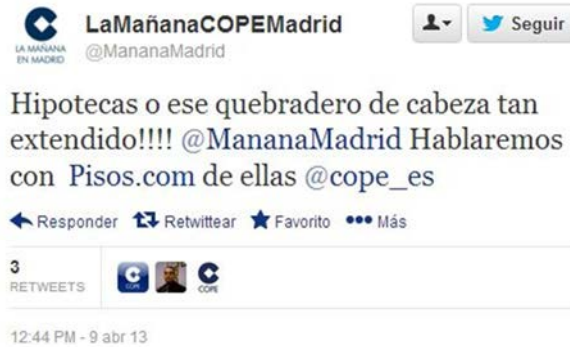 LaMañanaCOPEMadrid
@MananaMadrid
LA MAÑANA
EN MADRID
Seguir
Hipotecas o ese quebradero de cabeza tan
extendido!!!! @MananaMadrid Hablaremos
con Pisos.com de ellas @cope_es
Responder Retwittear Favorito Más
3
RETWEETS
COPE
12:44 PM - 9 abr 13